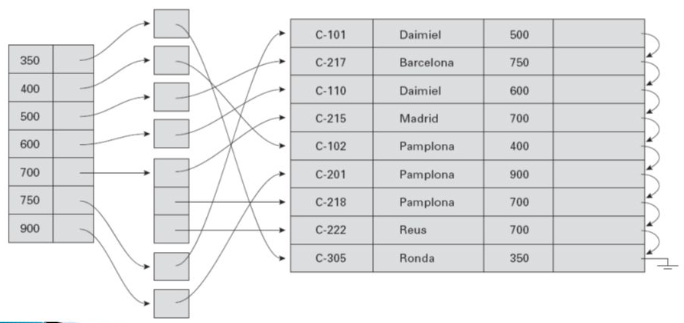 350
400
500
600
700
750
900
C-101 Daimiel 500
C-217 Barcelona 750
C-110 Daimiel 600
C-215 Madrid 700
C-102 Pamplona 400
C-201 Pamplona 900
C-218 Pamplona 700
C-222 Reus 700
C-305 Ronda 350